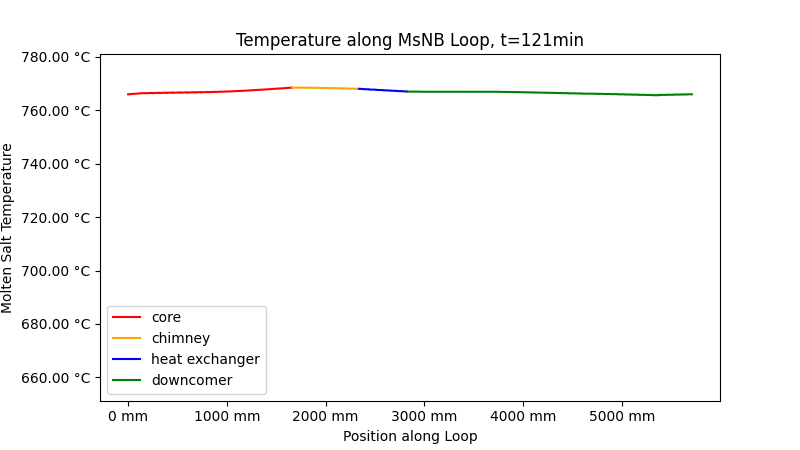 Temperature along MsNB Loop, t=121min
Molten Salt Temperature
780.00 °C
760.00 °C
740.00 °C
720.00 °C
700.00 °C
680.00 °C
660.00 °C
core
chimney
heat exchanger
downcomer
0 mm 1000 mm 2000 mm 3000 mm 4000 mm 5000 mm
Position along Loop